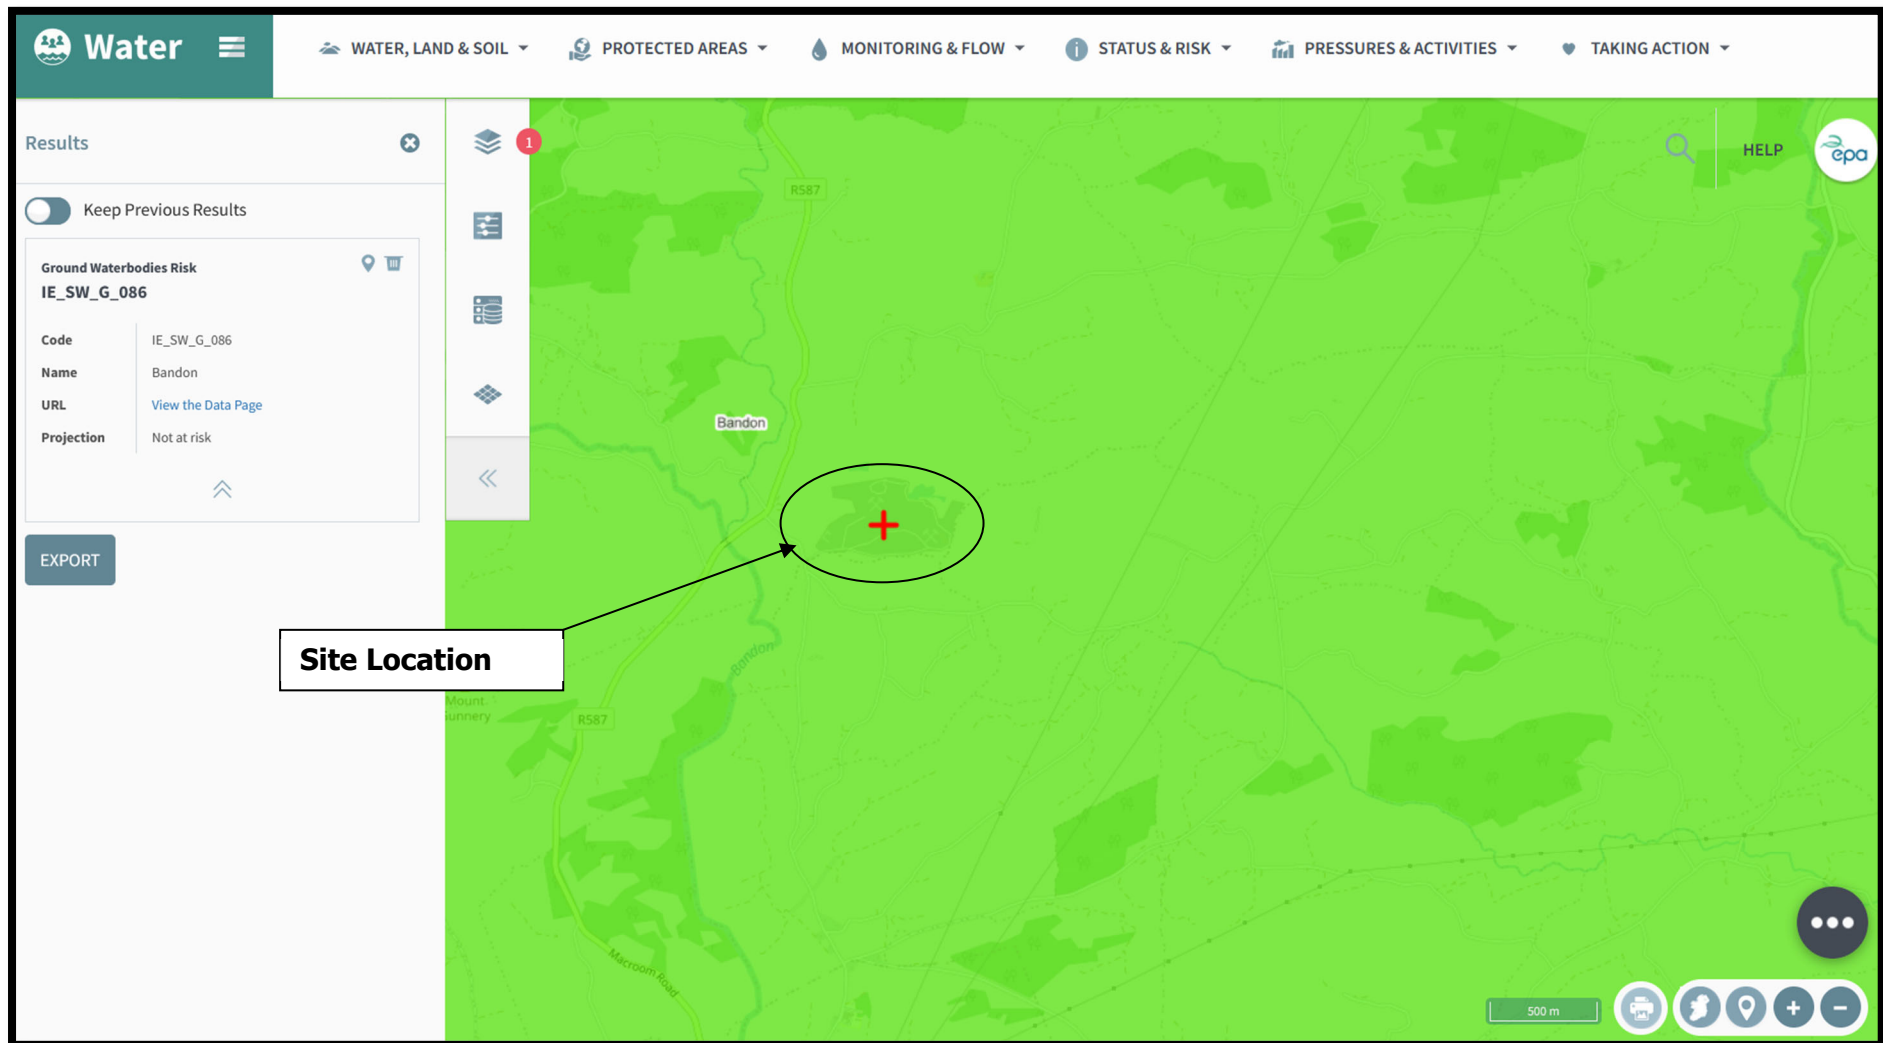 Water
WATER, LAND & SOIL
PROTECTED AREAS
MONITORING & FLOW
STATUS & RISK
PRESSURES & ACTIVITIES
TAKING ACTION
Results
1
HELP
epa
Keep Previous Results
Ground Waterbodies Risk
IE_SW_G_086
Code IE_SW_G_086
Name Bandon
URL View the Data Page
Projection Not at risk
EXPORT
R587
Bandon
Site Location
Bandon
Mount
R587
Macroom Road
500 m